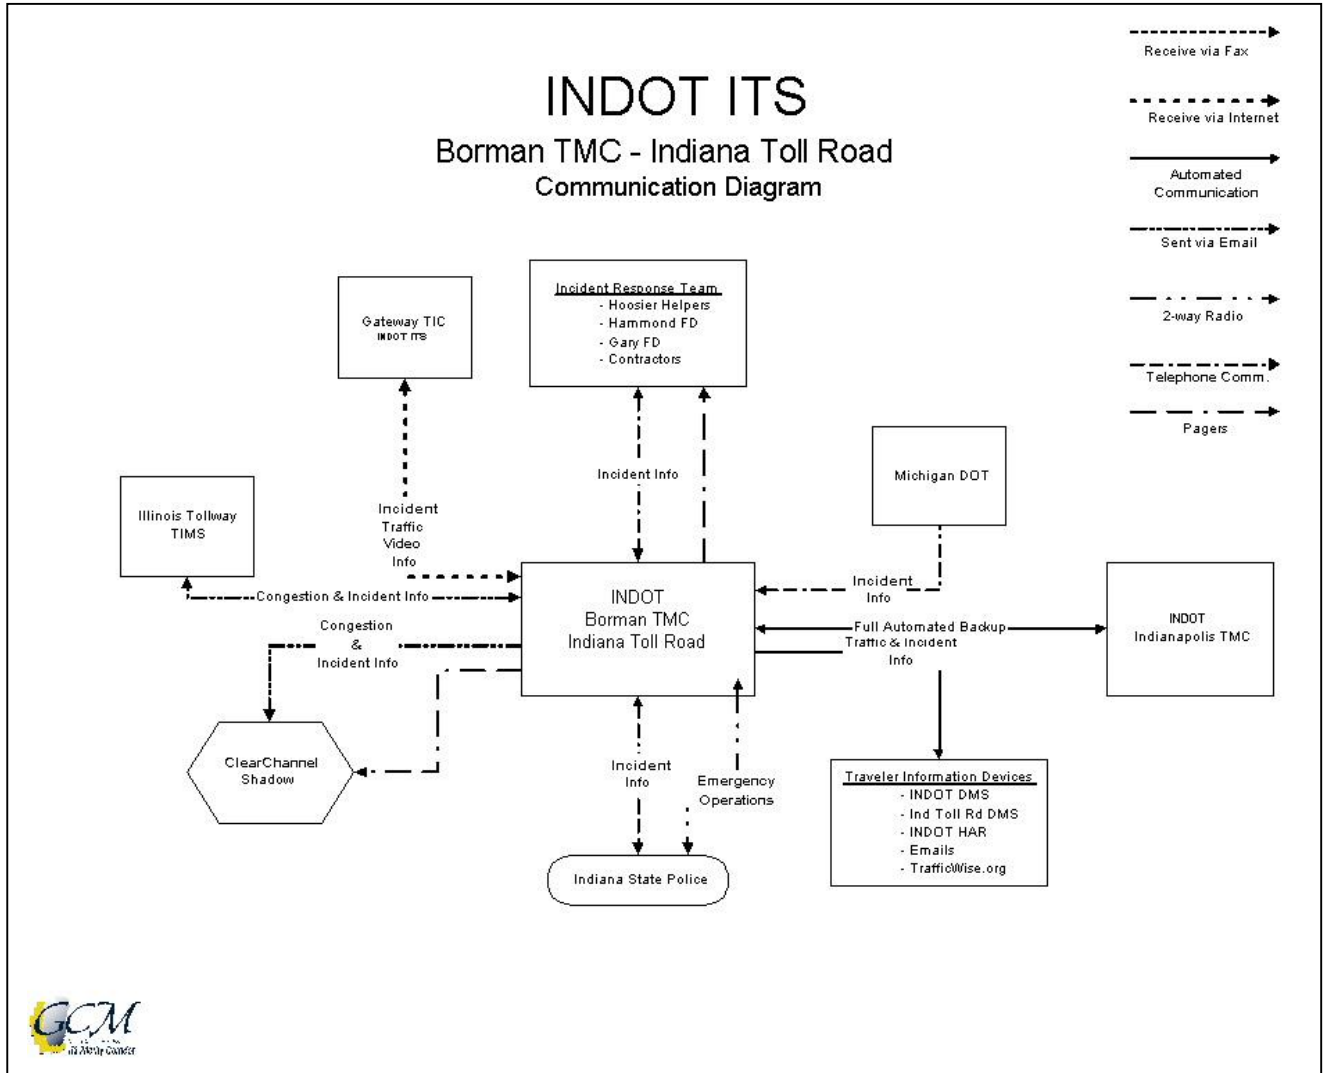 INDOT ITS
Borman TMC - Indiana Toll Road
Communication Diagram
Receive via Fax
Receive via Internet
Automated
Communication
Sent via Email
2-way Radio
Telephone Comm.
Pagers
Gateway TIC
INDOT ITS
Incident Response Team
- Hoosier Helpers
- Hammond FD
- Gary FD
- Contractors
Michigan DOT
Illinois Tollway
TIMS
Incident
Traffic
Video
Info
Incident Info
Incident
Info
Congestion & Incident Info
INDOT
Borman TMC
Indiana Toll Road
INDOT
Indianapolis TMC
Full Automated Backup
Traffic & Incident
Info
Congestion
&
Incident Info
ClearChannel
Shadow
Incident
Info
Emergency
Operations
Traveler Information Devices
- INDOT DMS
- Ind Toll Rd DMS
- INDOT HAR
- Emails
- TrafficWise.org
Indiana State Police
GCM
Corridor